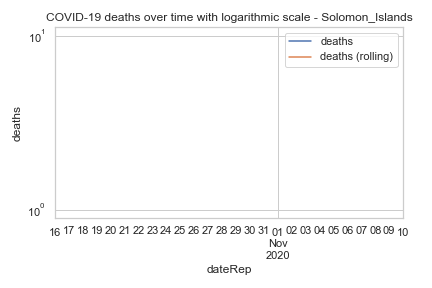 COVID-19 deaths over time with logarithmic scale - Solomon_Islands
10¹
deaths
deaths (rolling)
deaths
10⁰
16 17 18 19 20 21 22 23 24 25 26 27 28 29 30 31 01 02 03 04 05 06 07 08 09 10
Nov
2020
dateRep